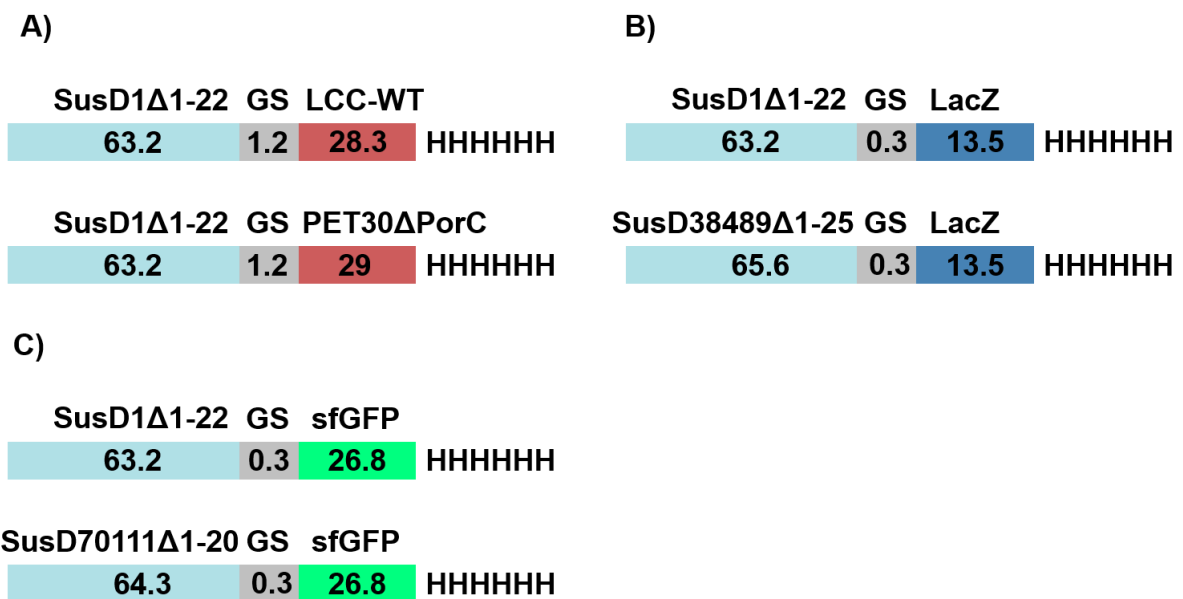 A)
SusD1Δ1-22 GS LCC-WT
63.2 1.2 28.3 HHHHHH
SusD1Δ1-22 GS PET30ΔPorC
63.2 1.2 29 HHHHHH
B)
SusD1Δ1-22 GS LacZ
63.2 0.3 13.5 HHHHHH
SusD38489Δ1-25 GS LacZ
65.6 0.3 13.5 HHHHHH
C)
SusD1Δ1-22 GS sfGFP
63.2 0.3 26.8 HHHHHH
SusD70111Δ1-20 GS sfGFP
64.3 0.3 26.8 HHHHHH